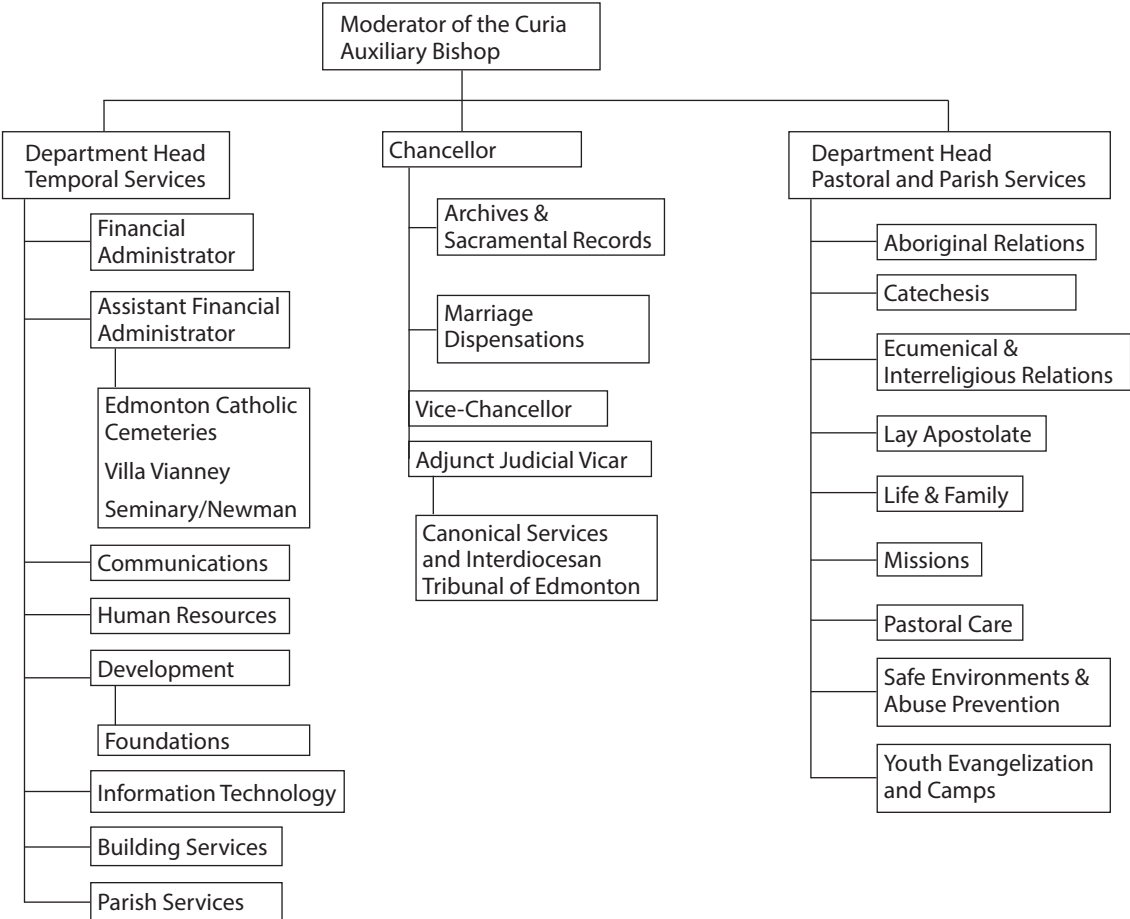 Moderator of the Curia
Auxiliary Bishop
Department Head
Temporal Services
Financial
Administrator
Assistant Financial
Administrator
Edmonton Catholic
Cemeteries
Villa Vianney
Seminary/Newman
Communications
Human Resources
Development
Foundations
Information Technology
Building Services
Parish Services
Chancellor
Archives &
Sacramental Records
Marriage
Dispensations
Vice-Chancellor
Adjunct Judicial Vicar
Canonical Services
and Interdiocesan
Tribunal of Edmonton
Department Head
Pastoral and Parish Services
Aboriginal Relations
Catechesis
Ecumenical &
Interreligious Relations
Lay Apostolate
Life & Family
Missions
Pastoral Care
Safe Environments &
Abuse Prevention
Youth Evangelization
and Camps